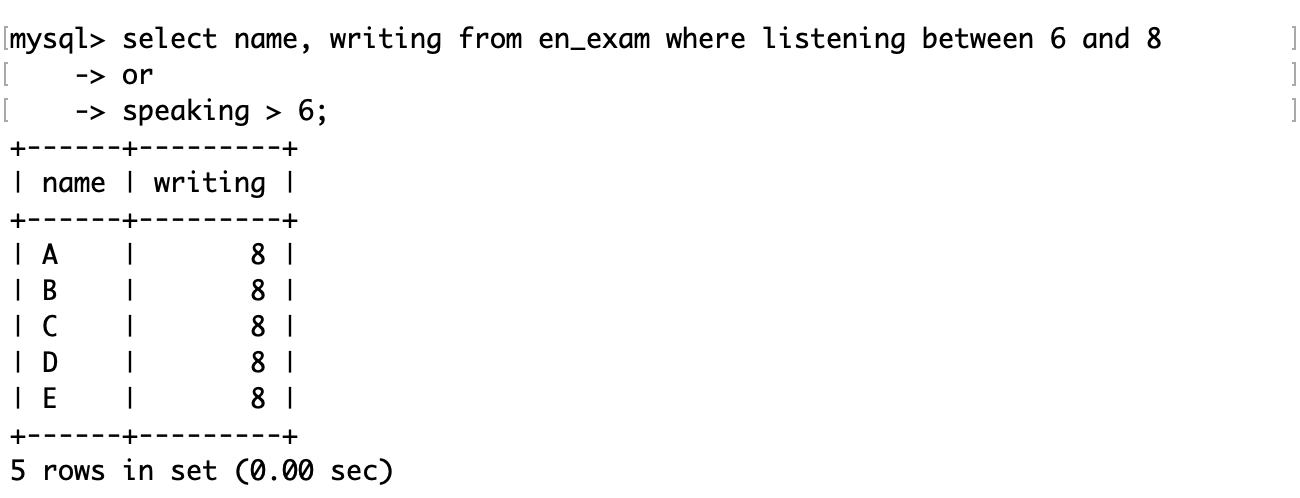 [mysql> select name, writing from en_exam where listening between 6 and 8 ]
[    -> or ]
[    -> speaking > 6; ]
+------+---------+
| name | writing |
+------+---------+
| A    |       8 |
| B    |       8 |
| C    |       8 |
| D    |       8 |
| E    |       8 |
+------+---------+
5 rows in set (0.00 sec)